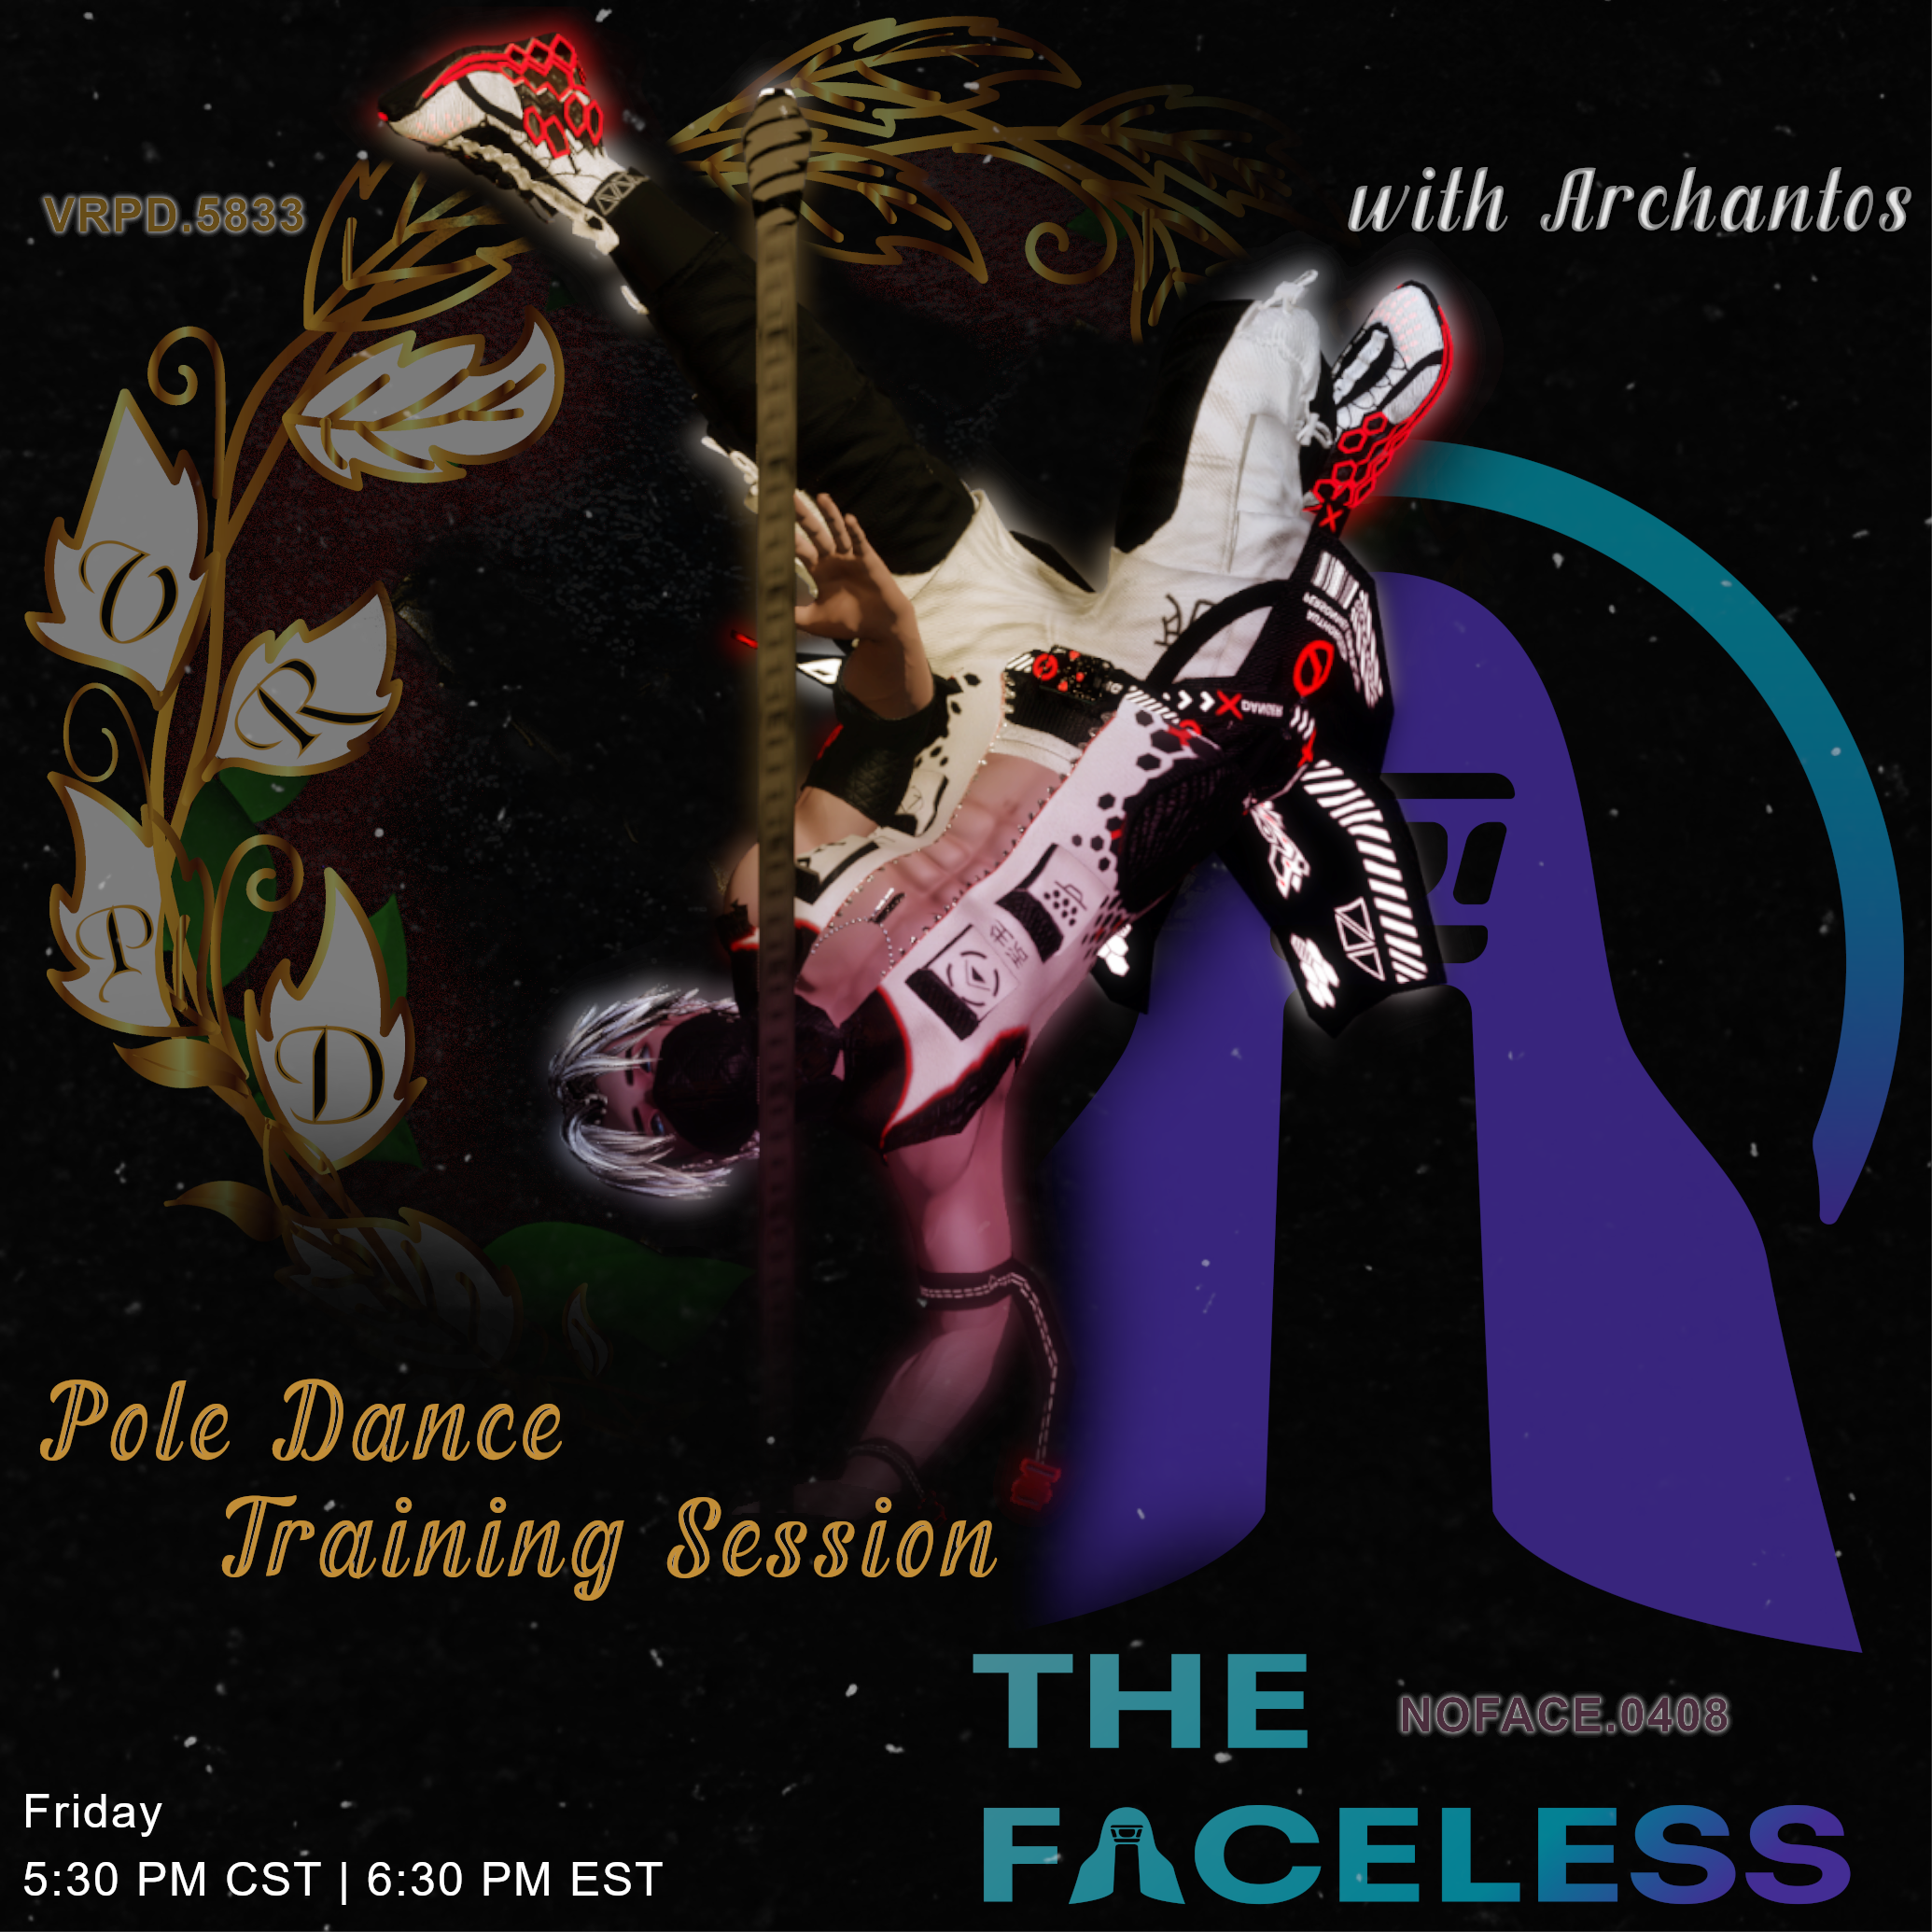 VRPD.5833
with Archantos
V
R
P
D
DANGER
Pole Dance
Training Session
THE
NOFACE.0408
FACELESS
Friday
5:30 PM CST | 6:30 PM EST